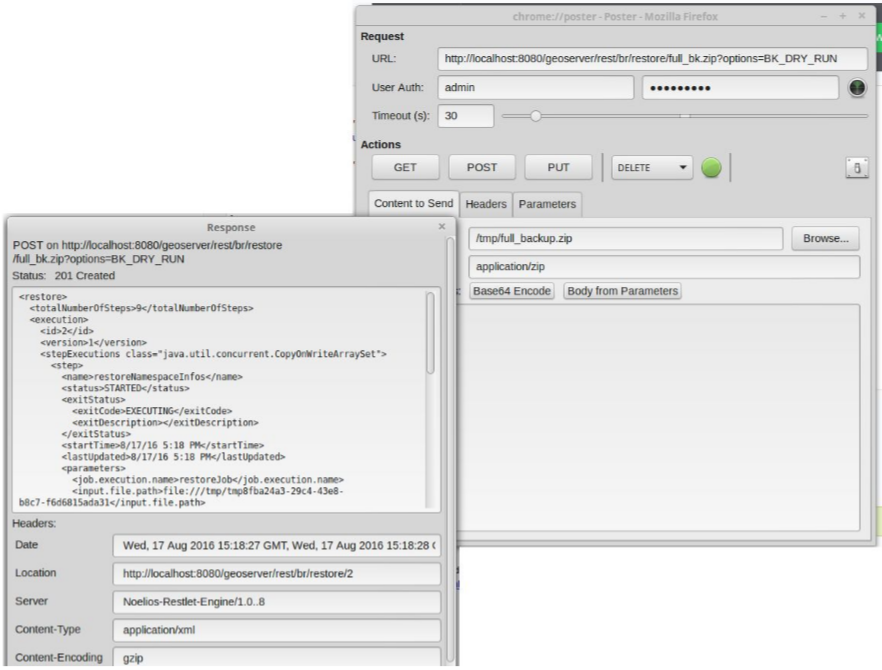 chrome://poster - Poster - Mozilla Firefox
Request
URL: http://localhost:8080/geoserver/rest/br/restore/full_bk.zip?options=BK_DRY_RUN
User Auth: admin •••••••••
Timeout (s): 30
Actions
GET POST PUT DELETE
Content to Send Headers Parameters
/tmp/full_backup.zip Browse...
application/zip
Base64 Encode Body from Parameters
Response
POST on http://localhost:8080/geoserver/rest/br/restore
/full_bk.zip?options=BK_DRY_RUN
Status: 201 Created
<restore>
<totalNumberOfSteps>9</totalNumberOfSteps>
<execution>
<id>2</id>
<version>1</version>
<stepExecutions class="java.util.concurrent.CopyOnWriteArraySet">
<step>
<name>restoreNamespaceInfos</name>
<status>STARTED</status>
<exitStatus>
<exitCode>EXECUTING</exitCode>
<exitDescription></exitDescription>
</exitStatus>
<startTime>8/17/16 5:18 PM</startTime>
<lastUpdated>8/17/16 5:18 PM</lastUpdated>
<parameters>
<job.execution.name>restoreJob</job.execution.name>
<input.file.path>file:///tmp/tmp8fba24a3-29c4-43e8-
b8c7-f6d6815ada31</input.file.path>
Headers:
Date Wed, 17 Aug 2016 15:18:27 GMT, Wed, 17 Aug 2016 15:18:28
Location http://localhost:8080/geoserver/rest/br/restore/2
Server Noelios-Restlet-Engine/1.0..8
Content-Type application/xml
Content-Encoding gzip